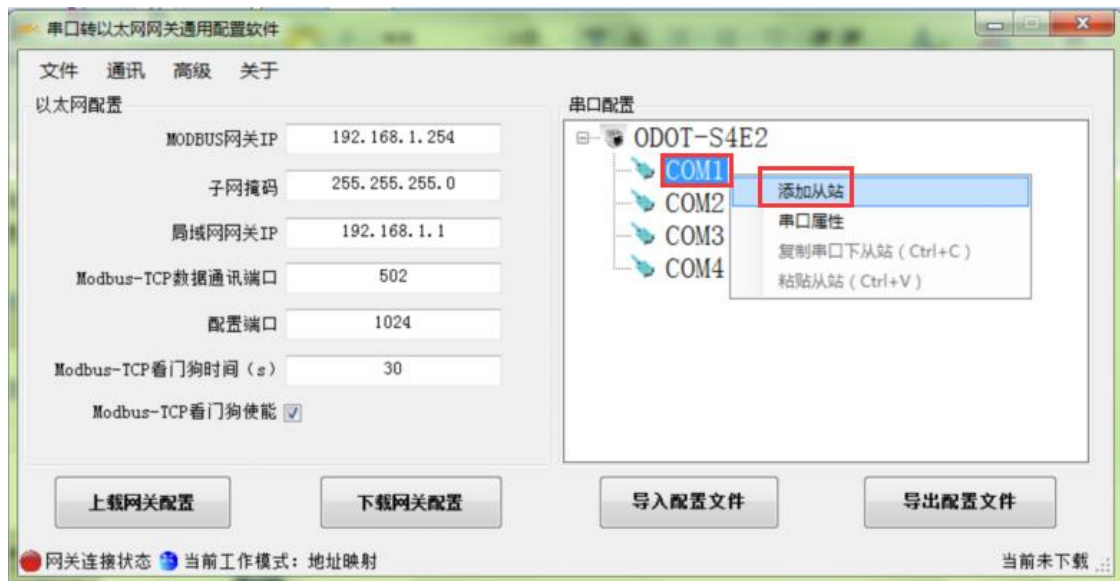 串口转以太网网关通用配置软件
文件 通讯 高级 关于
以太网配置
MODBUS网关IP 192.168.1.254
子网掩码 255.255.255.0
局域网网关IP 192.168.1.1
Modbus-TCP数据通讯端口 502
配置端口 1024
Modbus-TCP看门狗时间（s） 30
Modbus-TCP看门狗使能
串口配置
ODOT-S4E2
COM1
COM2
COM3
COM4
添加从站
串口属性
复制串口下从站（Ctrl+C）
粘贴从站（Ctrl+V）
上载网关配置 下载网关配置 导入配置文件 导出配置文件
网关连接状态 当前工作模式：地址映射 当前未下载